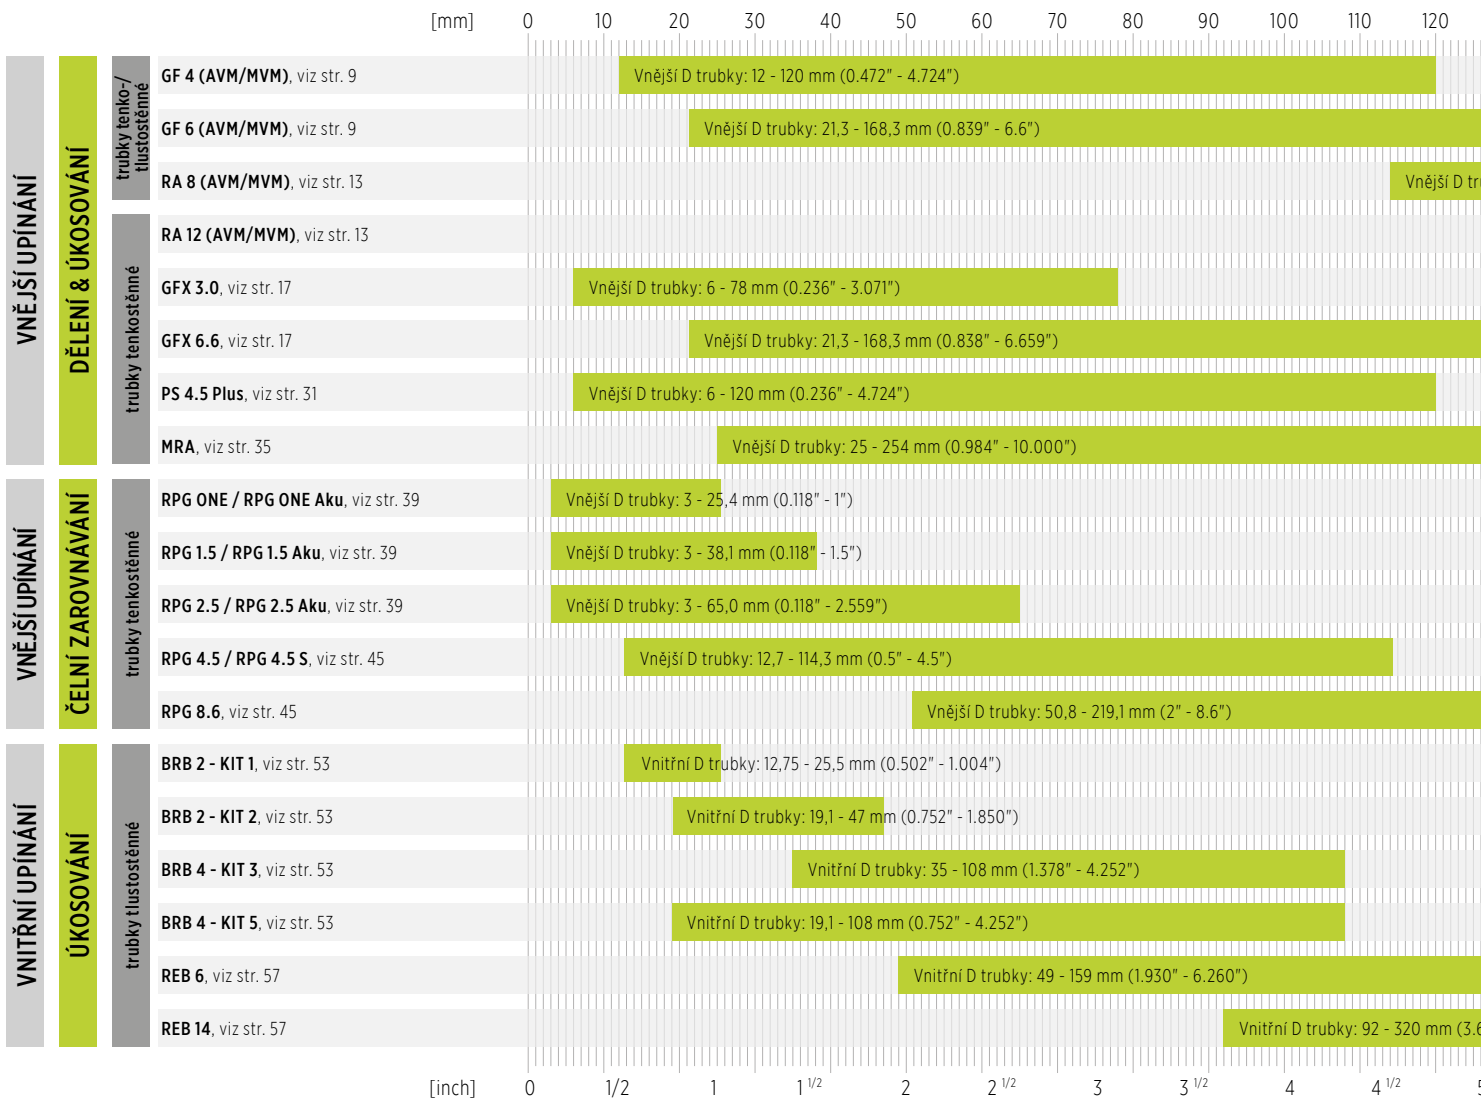 [mm] 0 10 20 30 40 50 60 70 80 90 100 110 120
VNĚJŠÍ UPÍNÁNÍ
DĚLENÍ & ÚKOSOVÁNÍ
trubky tenko-/
tlustostěnné
GF 4 (AVM/MVM), viz str. 9 Vnější D trubky: 12 - 120 mm (0.472" - 4.724")
GF 6 (AVM/MVM), viz str. 9 Vnější D trubky: 21,3 - 168,3 mm (0.839" - 6.6")
RA 8 (AVM/MVM), viz str. 13 Vnější D
trubky tenkostěnné
RA 12 (AVM/MVM), viz str. 13
GFX 3.0, viz str. 17 Vnější D trubky: 6 - 78 mm (0.236" - 3.071")
GFX 6.6, viz str. 17 Vnější D trubky: 21,3 - 168,3 mm (0.838" - 6.659")
PS 4.5 Plus, viz str. 31 Vnější D trubky: 6 - 120 mm (0.236" - 4.724")
MRA, viz str. 35 Vnější D trubky: 25 - 254 mm (0.984" - 10.000")
VNĚJŠÍ UPÍNÁNÍ
ČELNÍ ZAROVNÁVÁNÍ
trubky tenkostěnné
RPG ONE / RPG ONE Aku, viz str. 39 Vnější D trubky: 3 - 25,4 mm (0.118" - 1")
RPG 1.5 / RPG 1.5 Aku, viz str. 39 Vnější D trubky: 3 - 38,1 mm (0.118" - 1.5")
RPG 2.5 / RPG 2.5 Aku, viz str. 39 Vnější D trubky: 3 - 65,0 mm (0.118" - 2.559")
RPG 4.5 / RPG 4.5 S, viz str. 45 Vnější D trubky: 12,7 - 114,3 mm (0.5" - 4.5")
RPG 8.6, viz str. 45 Vnější D trubky: 50,8 - 219,1 mm (2" - 8.6")
VNITŘNÍ UPÍNÁNÍ
ÚKOSOVÁNÍ
trubky tlustostěnné
BRB 2 - KIT 1, viz str. 53 Vnitřní D trubky: 12,75 - 25,5 mm (0.502" - 1.004")
BRB 2 - KIT 2, viz str. 53 Vnitřní D trubky: 19,1 - 47 mm (0.752" - 1.850")
BRB 4 - KIT 3, viz str. 53 Vnitřní D trubky: 35 - 108 mm (1.378" - 4.252")
BRB 4 - KIT 5, viz str. 53 Vnitřní D trubky: 19,1 - 108 mm (0.752" - 4.252")
REB 6, viz str. 57 Vnitřní D trubky: 49 - 159 mm (1.930" - 6.260")
REB 14, viz str. 57 Vnitřní D trubky: 92 - 320 mm
[inch] 0 1/2 1 1 1/2 2 2 1/2 3 3 1/2 4 4 1/2